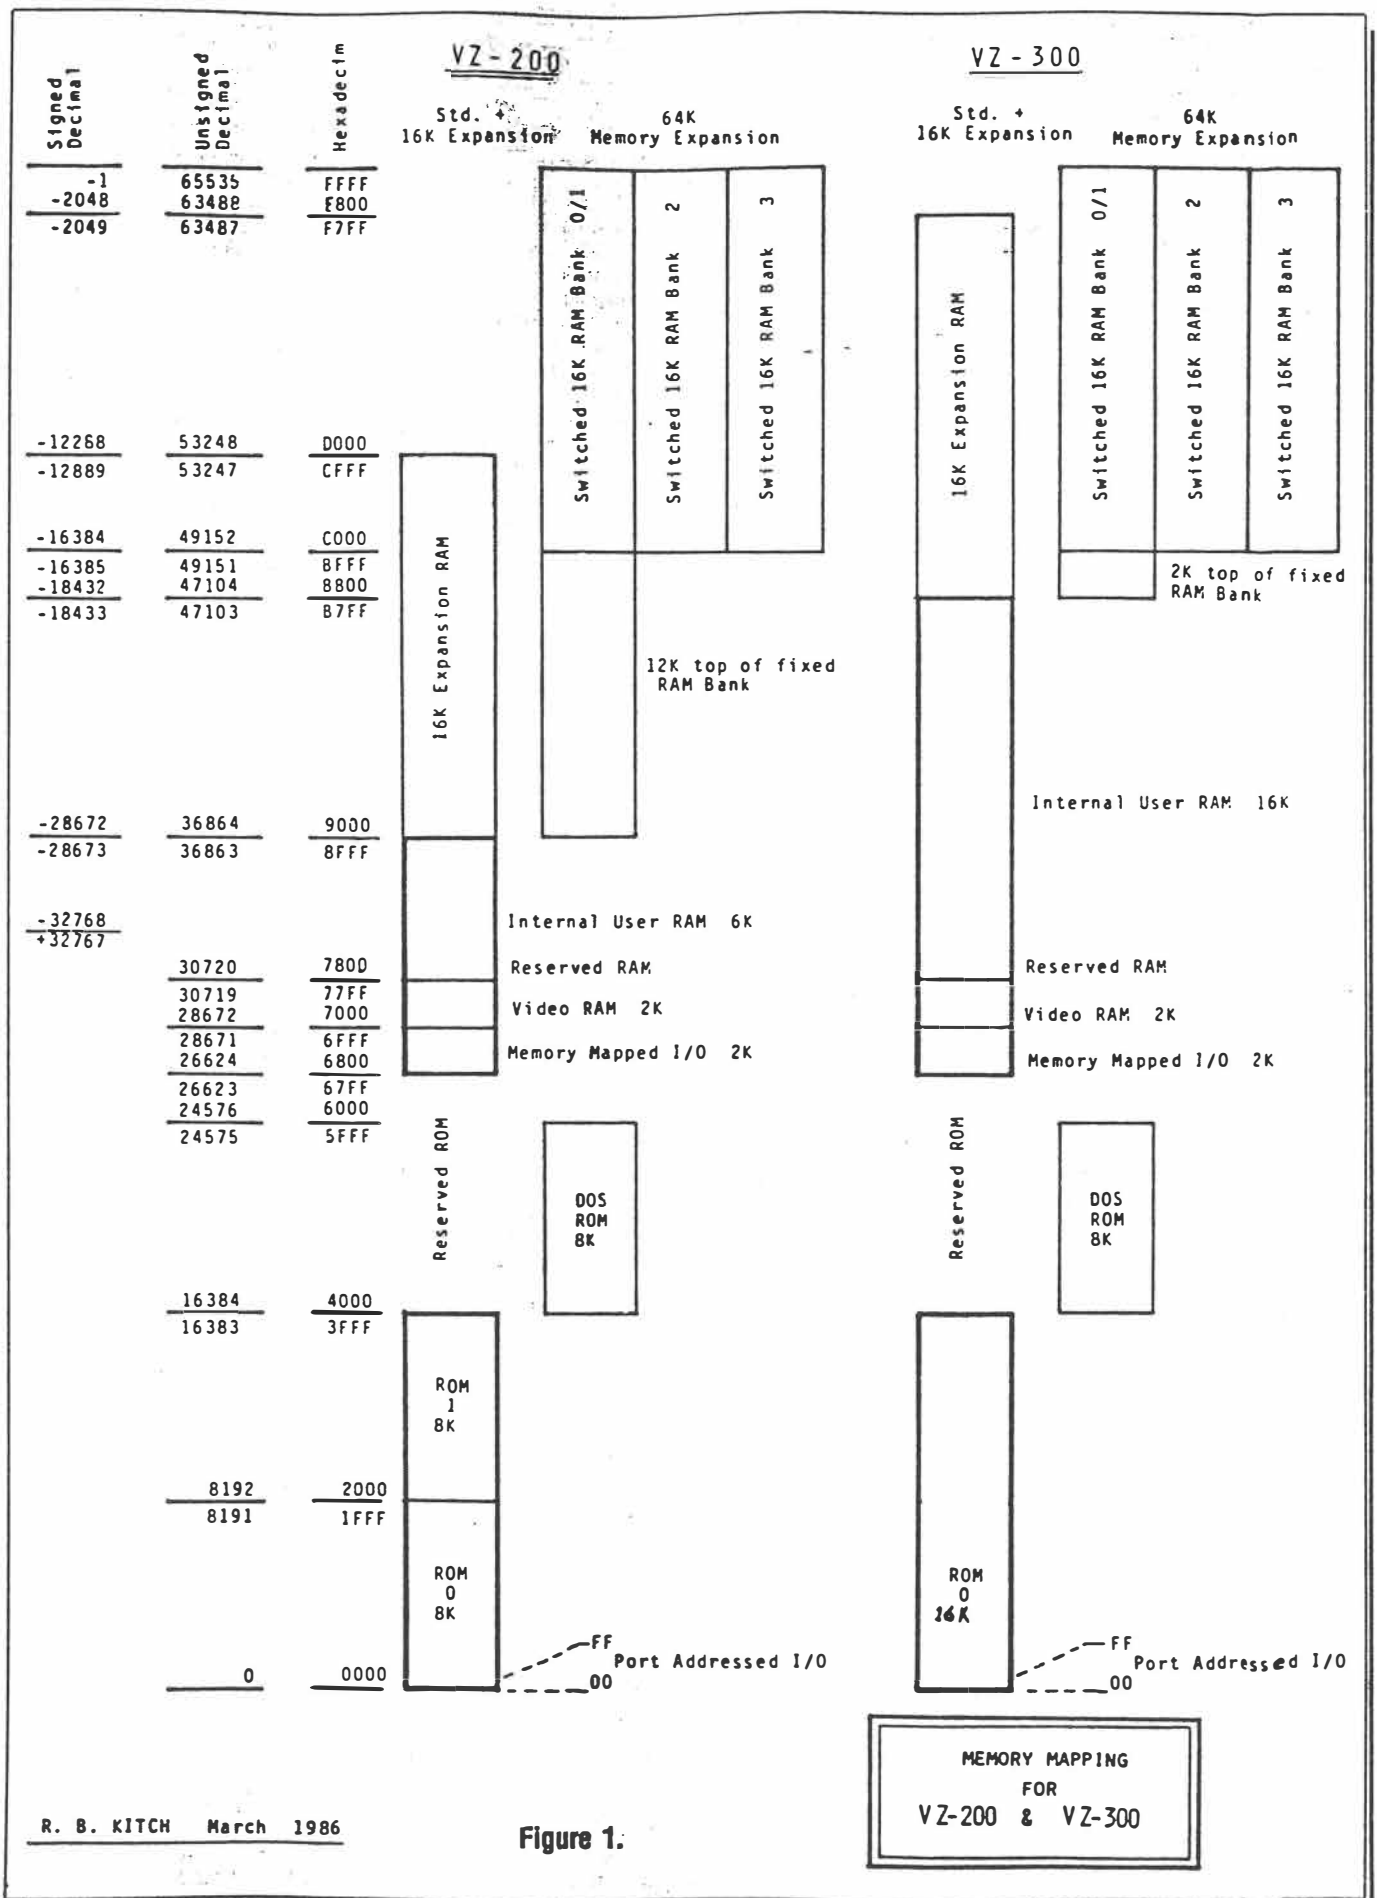 VZ-200
VZ-300
Signed Decimal
Unsigned Decimal
Hexadecim
Std. +
16K Expansion
64K
Memory Expansion
Std. +
16K Expansion
64K
Memory Expansion
-1 65535 FFFF
-2048 63488 E800
-2049 63487 F7FF
Switched 16K RAM Bank 0/1
Switched 16K RAM Bank 2
Switched 16K RAM Bank 3
16K Expansion RAM
Switched 16K RAM Bank 0/1
Switched 16K RAM Bank 2
Switched 16K RAM Bank 3
-12268 53248 D000
-12889 53247 CFFF
-16384 49152 C000
-16385 49151 BFFF
-18432 47104 8800
-18433 47103 B7FF
16K Expansion RAM
12K top of fixed
RAM Bank
2K top of fixed
RAM Bank
Internal User RAM 16K
-28672 36864 9000
-28673 36863 8FFF
-32768
+32767
Internal User RAM 6K
30720 7800
Reserved RAM
Reserved RAM
30719 77FF
28672 7000
Video RAM 2K
Video RAM 2K
28671 6FFF
26624 6800
Memory Mapped I/O 2K
Memory Mapped I/O 2K
26623 67FF
24576 6000
24575 5FFF
Reserved ROM
DOS
ROM
8K
Reserved ROM
DOS
ROM
8K
16384 4000
16383 3FFF
ROM
1
8K
8192 2000
8191 1FFF
ROM
0
8K
ROM
0
16K
FF
Port Addressed I/O
00
FF
Port Addressed I/O
00
0 0000
MEMORY MAPPING
FOR
VZ-200 & VZ-300
R. B. KITCH March 1986
Figure 1.